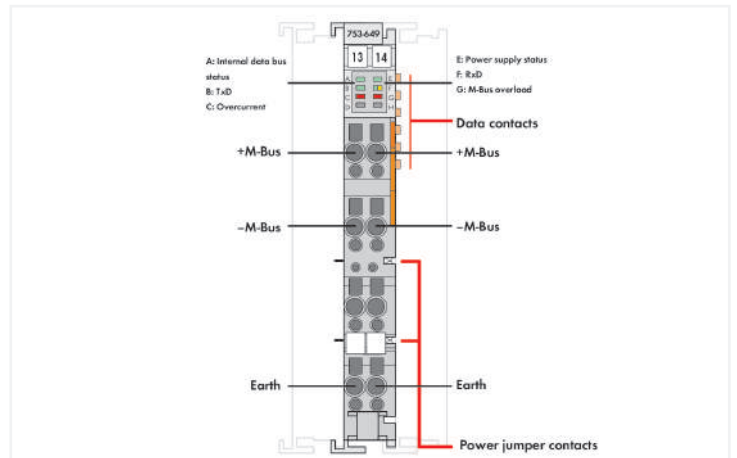 753-649
13 14
A: Internal data bus
status
B: TxD
C: Overcurrent
E: Power supply status
F: RxD
G: M-Bus overload
A E
B F
C G
D H
Data contacts
+M-Bus +M-Bus
−M-Bus −M-Bus
Earth Earth
Power jumper contacts